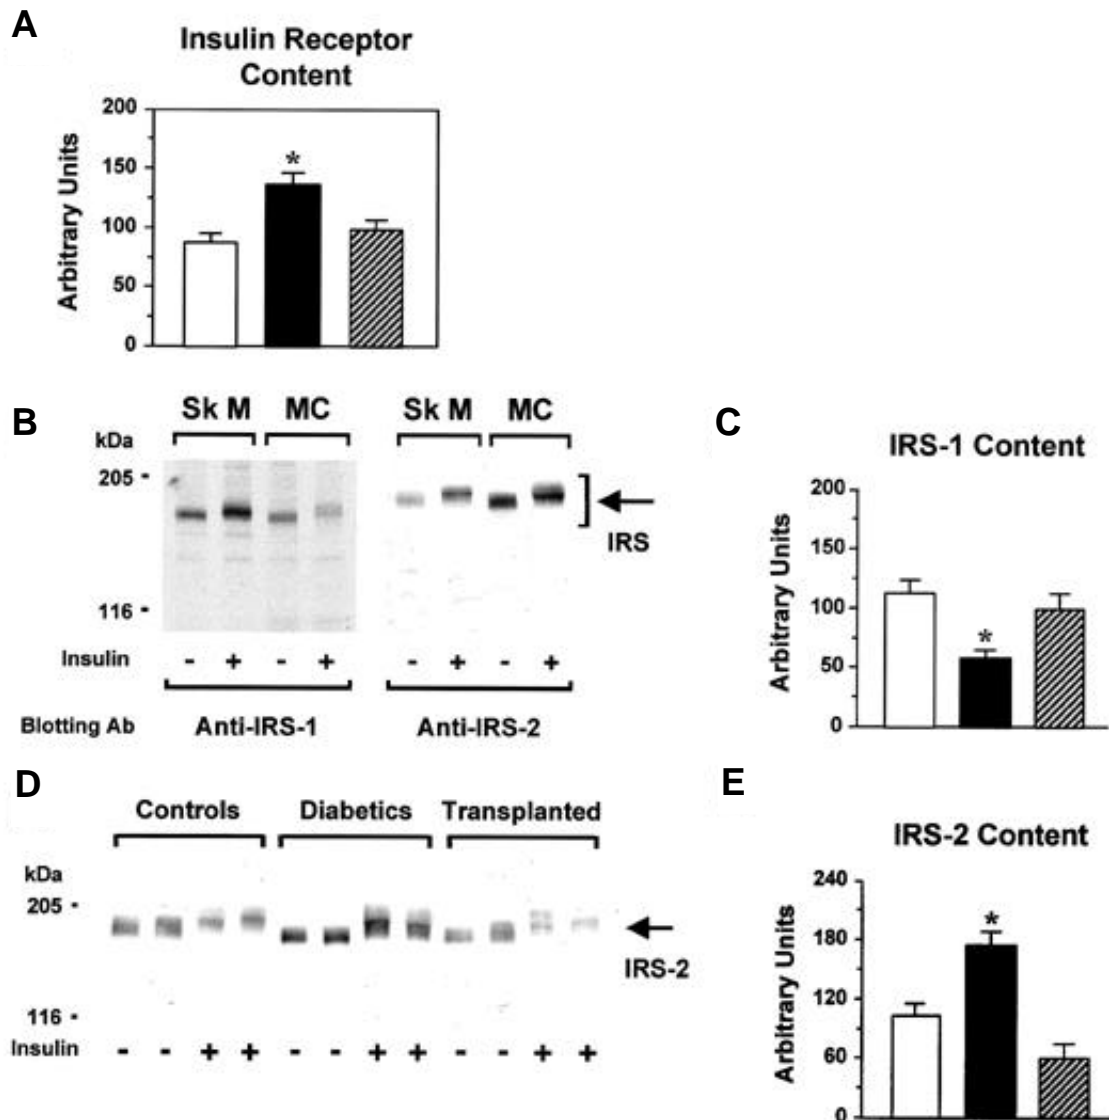 A
Insulin Receptor
Content
Arbitrary Units
200
150
100
50
0
*
B
Sk M MC Sk M MC
kDa
205 -
116 -
IRS
Insulin - + - + - + - +
Blotting Ab Anti-IRS-1 Anti-IRS-2
C
IRS-1 Content
Arbitrary Units
200
150
100
50
0
*
D
Controls Diabetics Transplanted
kDa
205 -
116 -
IRS-2
Insulin - - + + - - + + - - + +
E
IRS-2 Content
Arbitrary Units
240
180
120
60
0
*